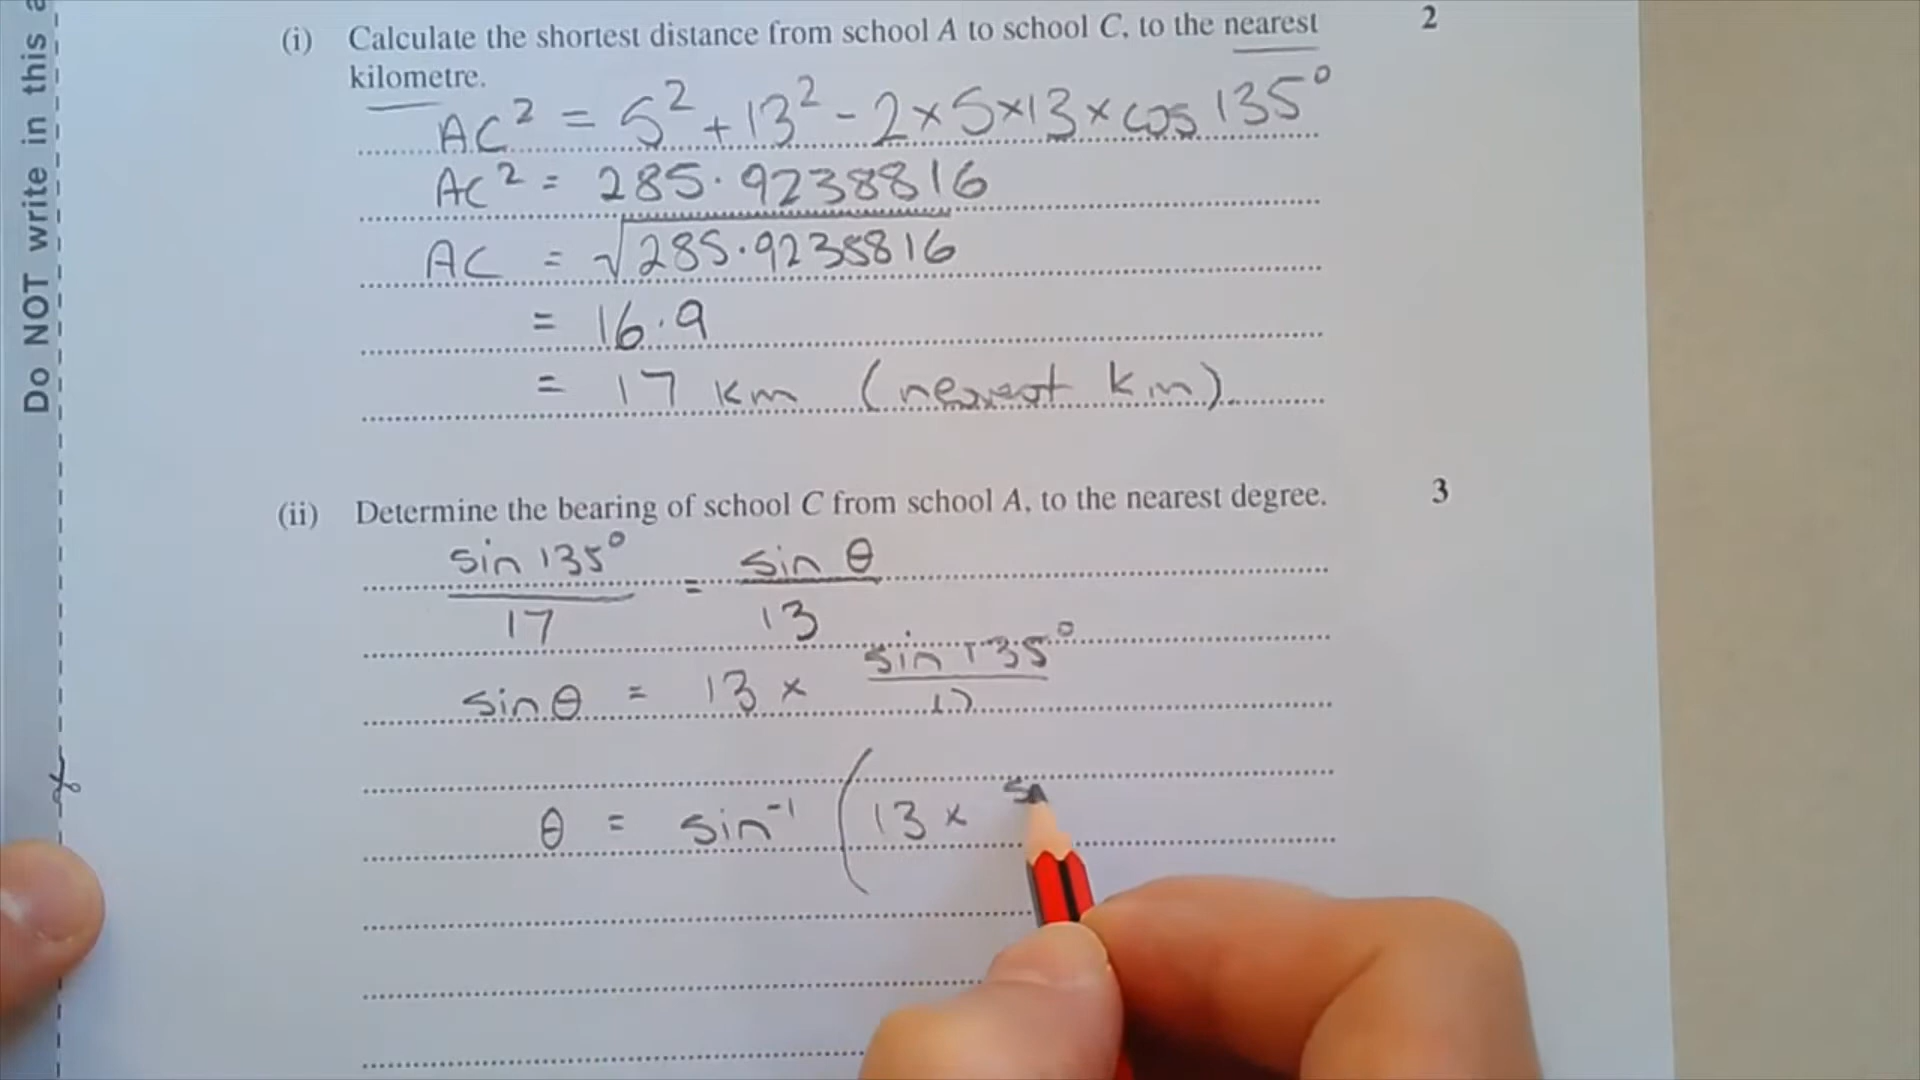 Do NOT write in this a
(i) Calculate the shortest distance from school A to school C, to the nearest 2
kilometre.
AC² = 5² + 13² - 2 × 5 × 13 × cos 135°
AC² = 285.9238816
AC = √285.9238816
= 16.9
= 17 km (nearest km).
(ii) Determine the bearing of school C from school A, to the nearest degree. 3
sin 135° / 17 = sin θ / 13
sin θ = 13 × sin 135° / 17
θ = sin⁻¹ (13 × s